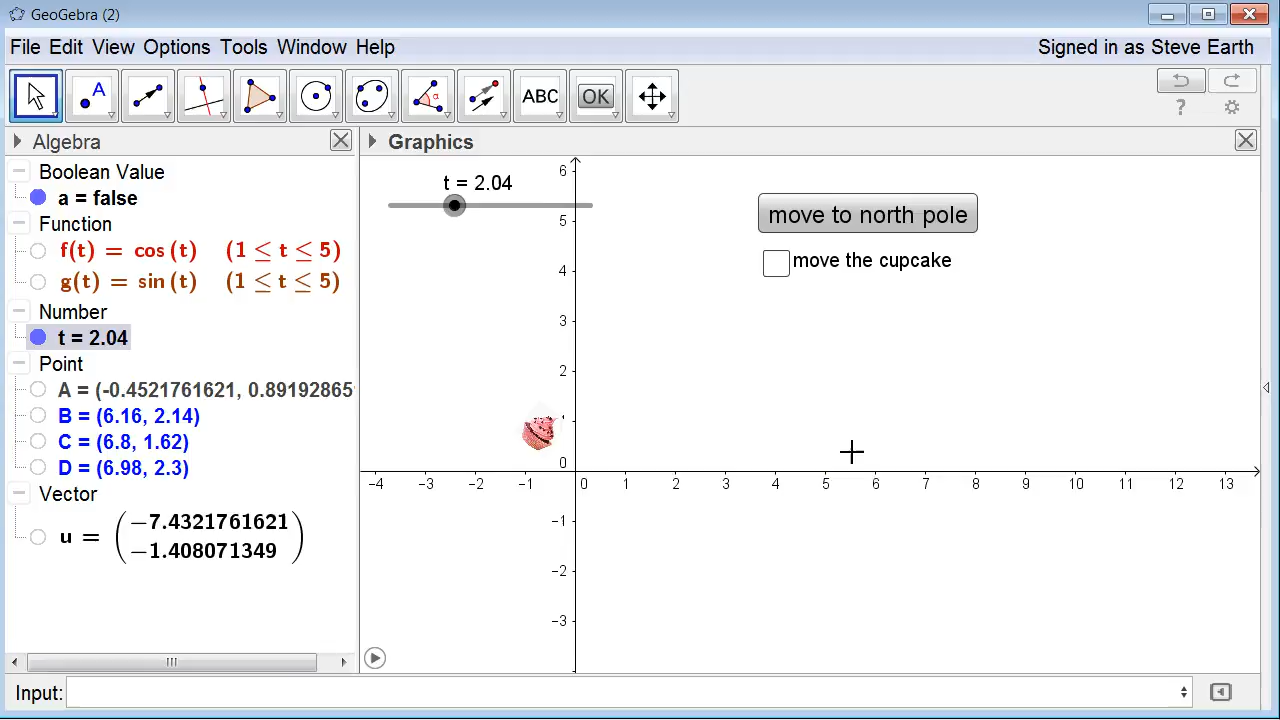 GeoGebra (2)
File Edit View Options Tools Window Help
Signed in as Steve Earth
A
α
ABC
OK
?
Algebra
Graphics
Boolean Value
a = false
Function
f(t) = cos (t) (1 ≤ t ≤ 5)
g(t) = sin (t) (1 ≤ t ≤ 5)
Number
t = 2.04
Point
A = (-0.4521761621, 0.89192865
B = (6.16, 2.14)
C = (6.8, 1.62)
D = (6.98, 2.3)
Vector
u = (−7.4321761621
−1.408071349)
t = 2.04
move to north pole
move the cupcake
6
5
4
3
2
1
0
−4 −3 −2 −1 0 1 2 3 4 5 6 7 8 9 10 11 12 13
−1
−2
−3
Input: